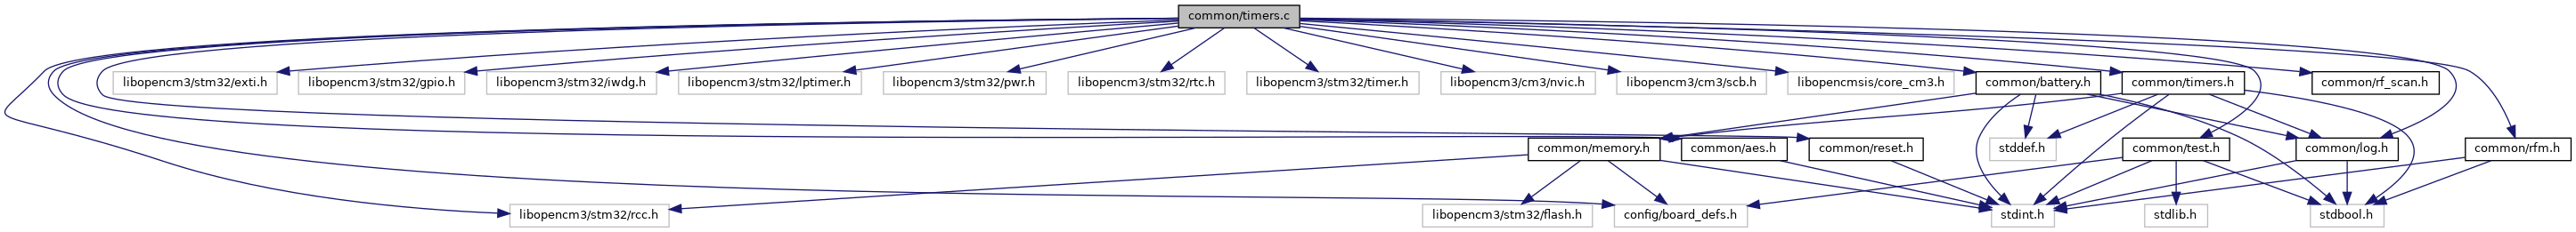 common/timers.c
libopencm3/stm32/exti.h
libopencm3/stm32/gpio.h
libopencm3/stm32/iwdg.h
libopencm3/stm32/lptimer.h
libopencm3/stm32/pwr.h
libopencm3/stm32/rtc.h
libopencm3/stm32/timer.h
libopencm3/cm3/nvic.h
libopencm3/cm3/scb.h
libopencmsis/core_cm3.h
common/battery.h
common/timers.h
common/rf_scan.h
common/memory.h
common/aes.h
common/reset.h
stddef.h
common/test.h
common/log.h
common/rfm.h
libopencm3/stm32/rcc.h
libopencm3/stm32/flash.h
config/board_defs.h
stdint.h
stdlib.h
stdbool.h